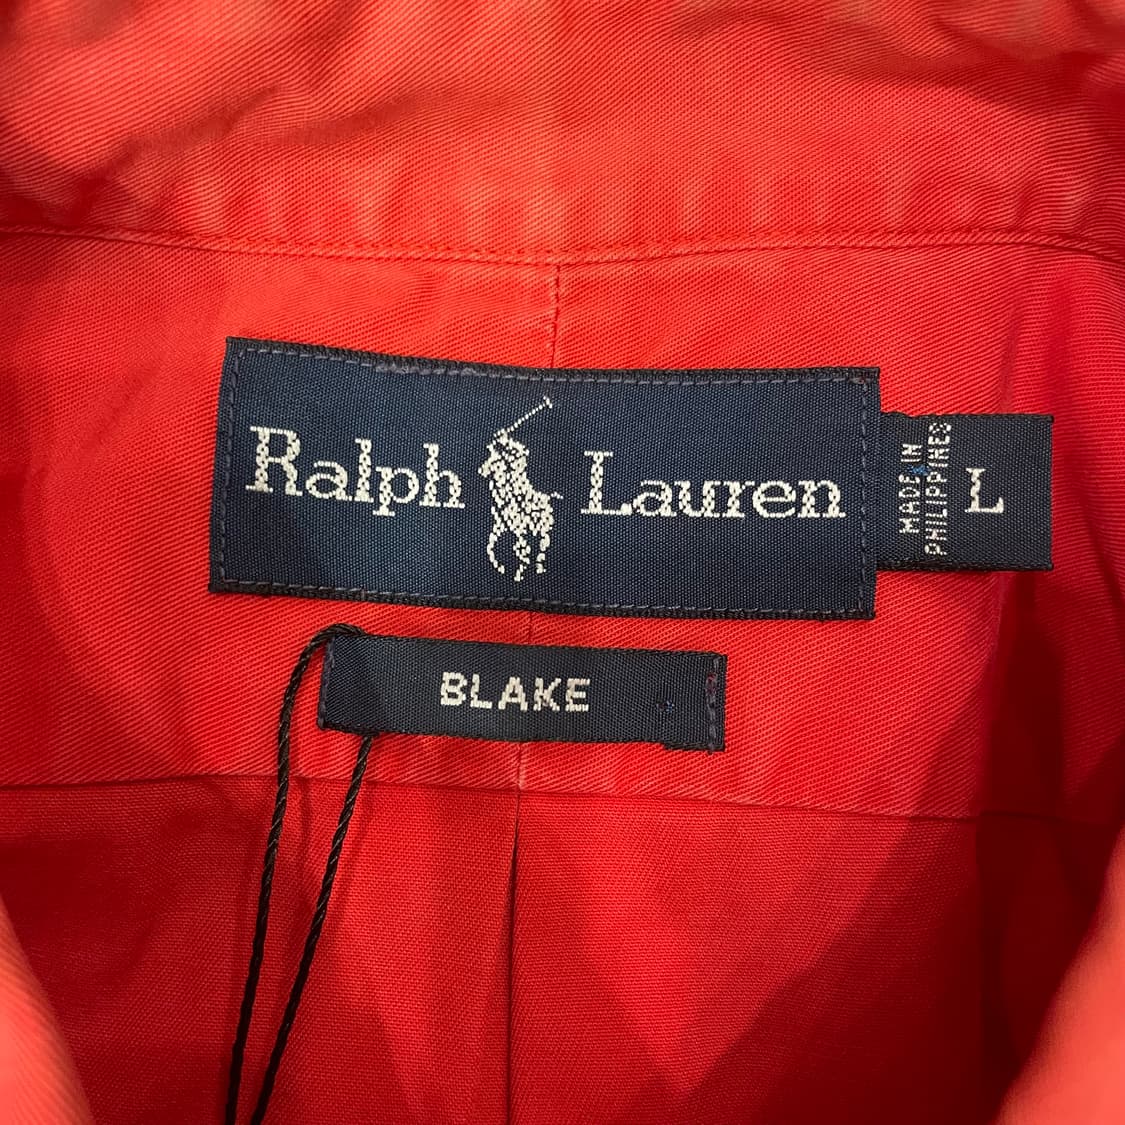 Ralph Lauren
MADE IN
PHILIPPINES
L
BLAKE